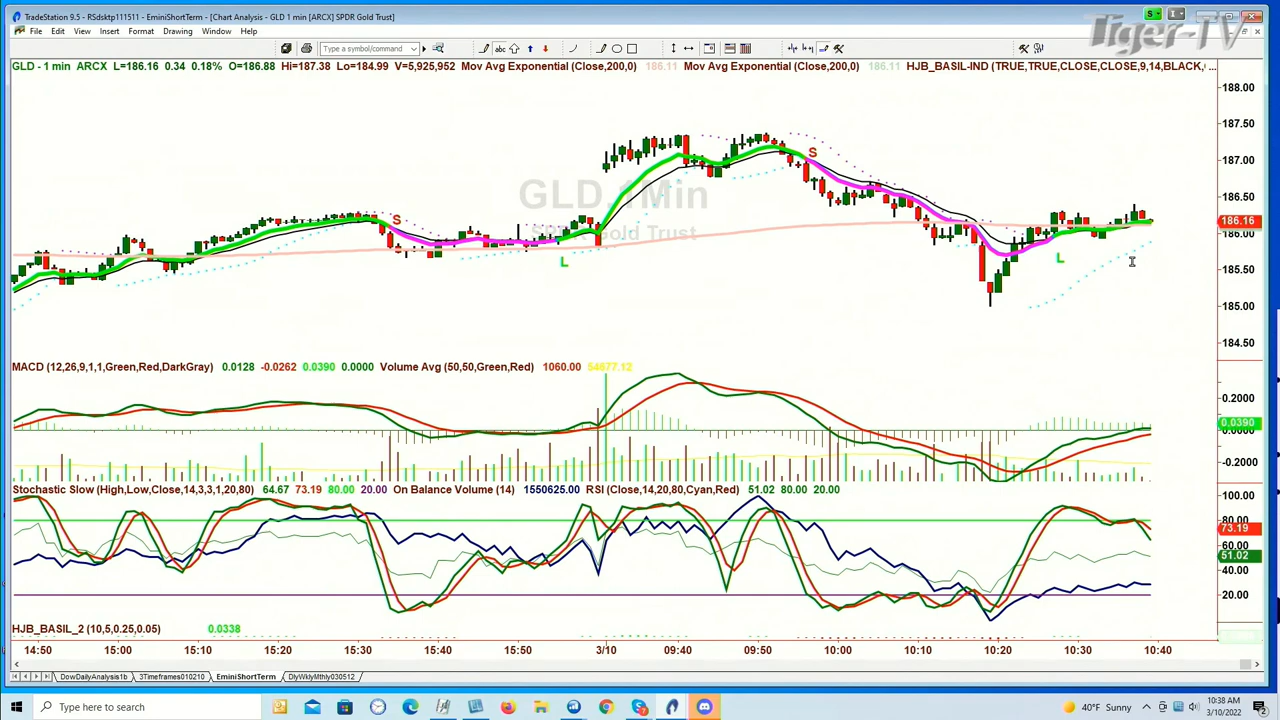 TradeStation 9.5 - RSdsktp111511 - EminiShortTerm - [Chart Analysis - GLD 1 min [ARCX] SPDR Gold Trust]
Tiger-TV
File Edit View Insert Format Drawing Window Help
Type a symbol/command
abc
GLD - 1 min ARCX L=186.16 0.34 0.18% O=186.88 Hi=187.38 Lo=184.99 V=5,925,952 Mov Avg Exponential (Close,200,0) 186.11 Mov Avg Exponential (Close,200,0) 186.11 HJB_BASIL-IND (TRUE,TRUE,CLOSE,CLOSE,9,14,BLACK, ...
188.00
187.50
187.00
186.50
186.16
186.00
185.50
185.00
184.50
GLD,1 Min
SPDR Gold Trust
S
L
S
L
MACD (12,26,9,1,1,Green,Red,DarkGray) 0.0128 -0.0262 0.0390 0.0000 Volume Avg (50,50,Green,Red) 1060.00 54677.12
0.2000
0.0390
0.0000
-0.2000
Stochastic Slow (High,Low,Close,14,3,3,1,20,80) 64.67 73.19 80.00 20.00 On Balance Volume (14) 1550625.00 RSI (Close,14,20,80,Cyan,Red) 51.02 80.00 20.00
100.00
80.00
73.19
60.00
51.02
40.00
20.00
HJB_BASIL_2 (10,5,0.25,0.05) 0.0338
14:50 15:00 15:10 15:20 15:30 15:40 15:50 3/10 09:40 09:50 10:00 10:10 10:20 10:30 10:40
DowDailyAnalysis1b 3Timeframes010210 EminiShortTerm DlyWklyMthly030512
Type here to search
40°F Sunny
10:38 AM
3/10/2022
2